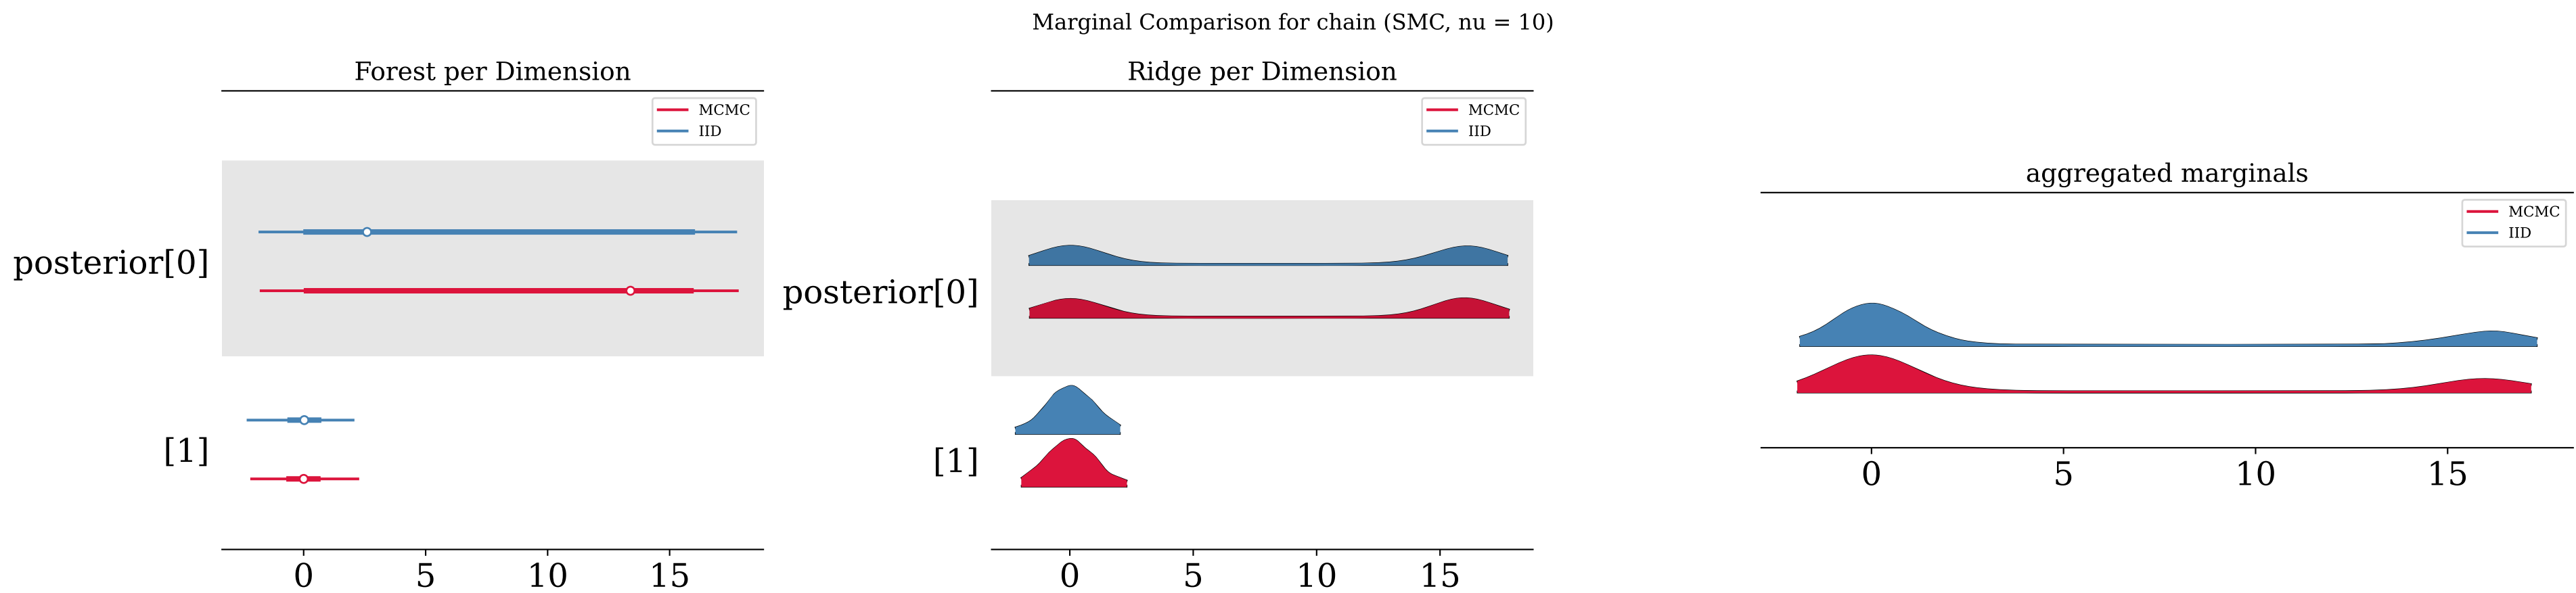 Marginal Comparison for chain (SMC, nu = 10)
Forest per Dimension
MCMC
IID
posterior[0]
[1]
0 5 10 15
Ridge per Dimension
MCMC
IID
posterior[0]
[1]
0 5 10 15
aggregated marginals
MCMC
IID
0 5 10 15